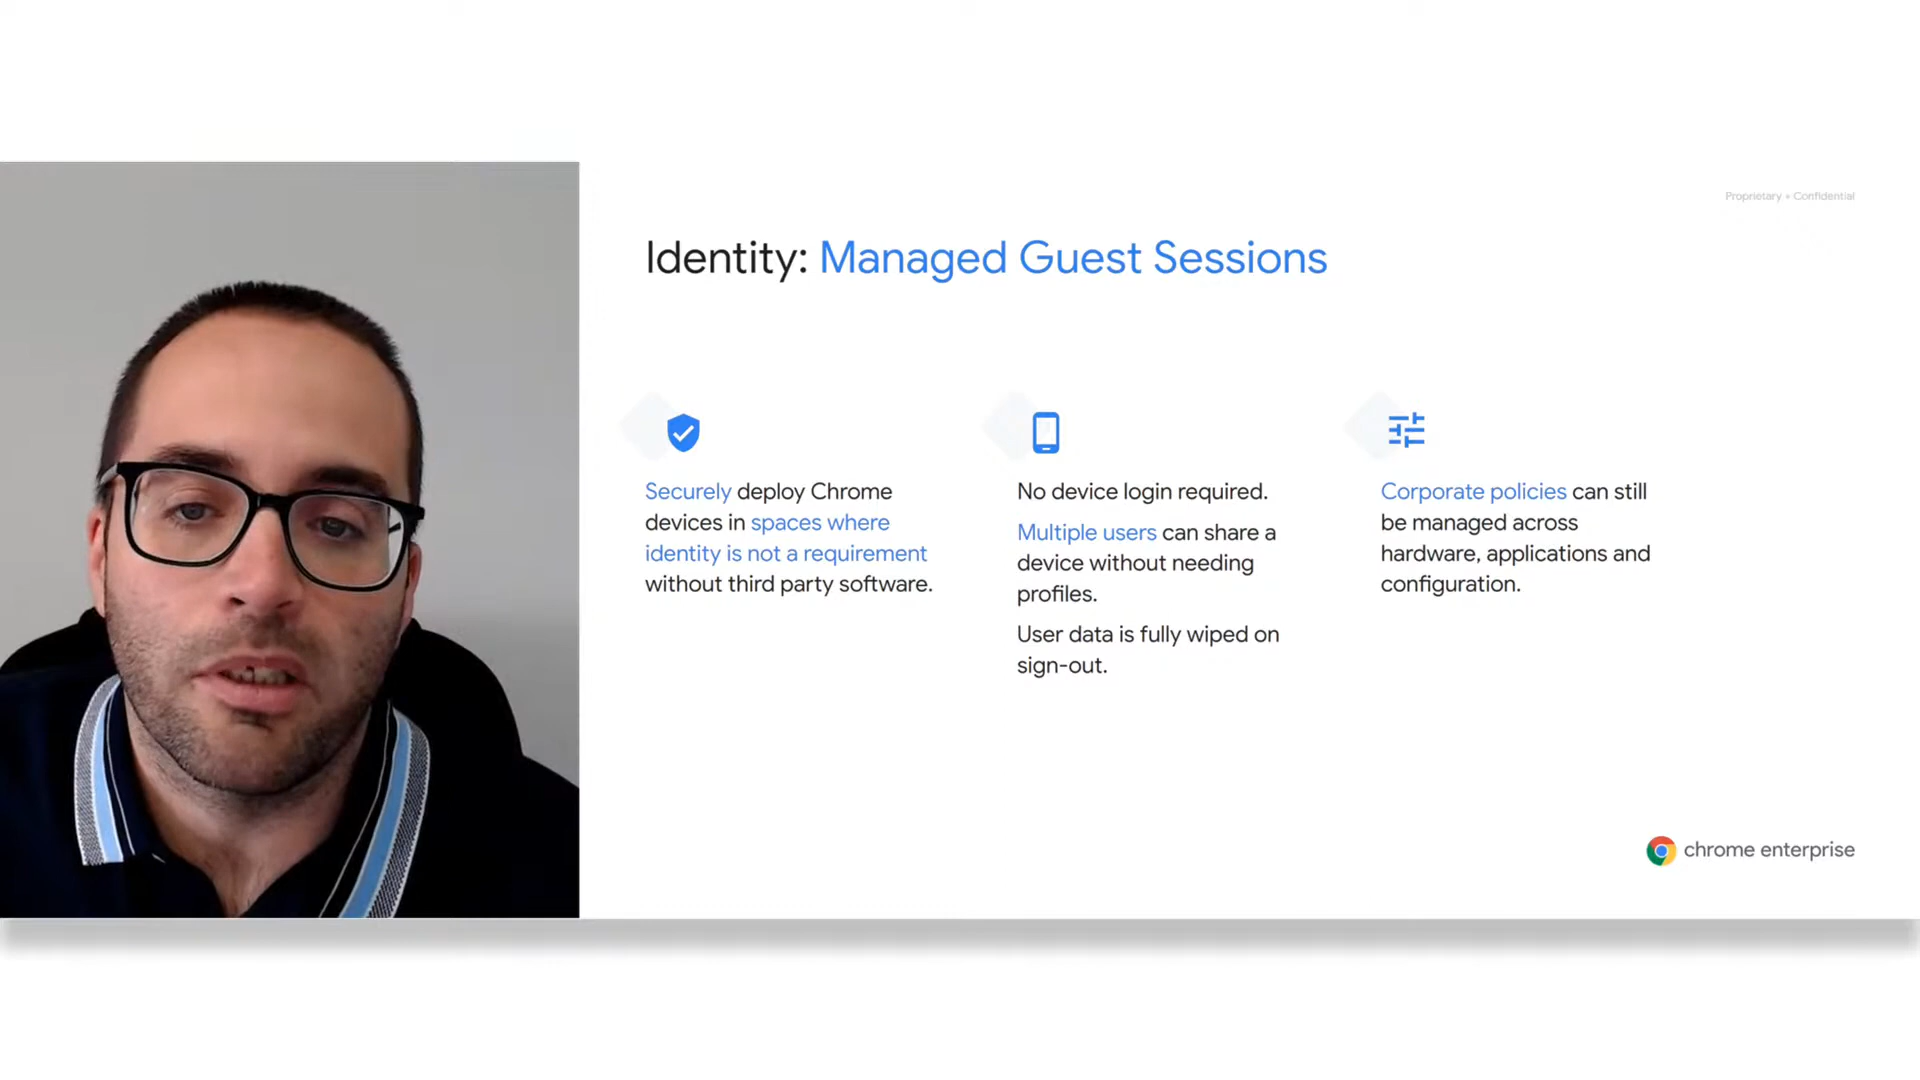 Proprietary + Confidential
Identity: Managed Guest Sessions
Securely deploy Chrome
devices in spaces where
identity is not a requirement
without third party software.
No device login required.
Multiple users can share a
device without needing
profiles.
User data is fully wiped on
sign-out.
Corporate policies can still
be managed across
hardware, applications and
configuration.
chrome enterprise